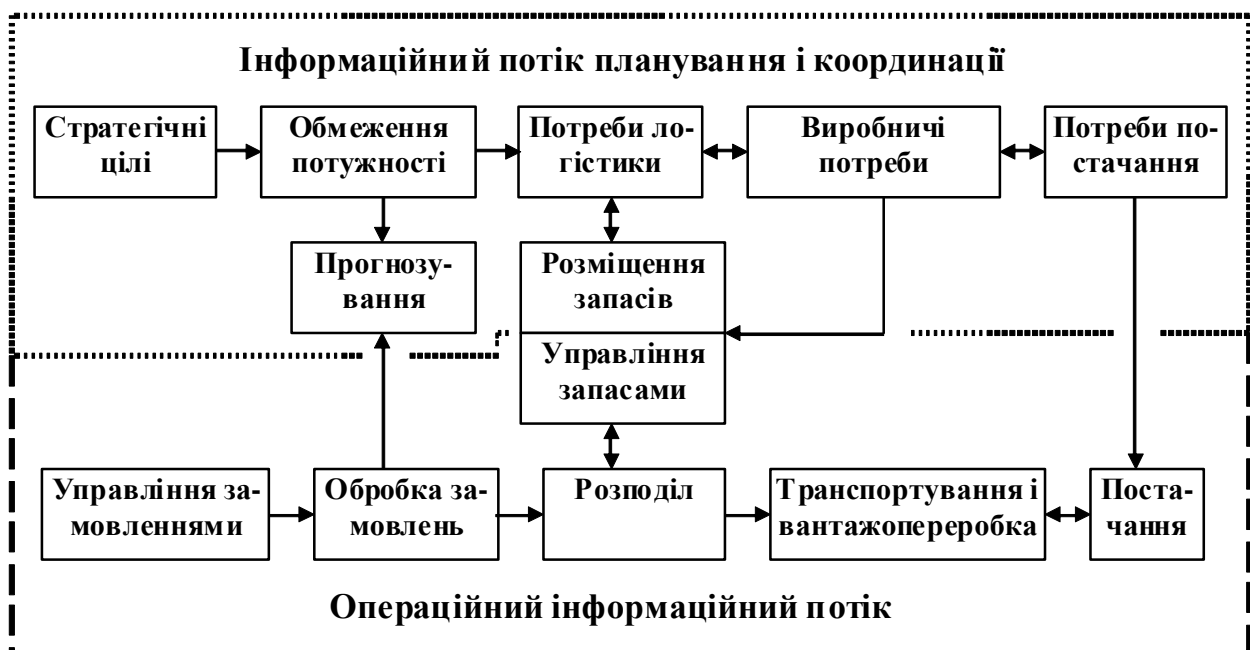 Інформаційний потік планування і координації
Стратегічні
цілі
Обмеження
потужності
Потреби ло-
гістики
Виробничі
потреби
Потреби по-
стачання
Прогнозу-
вання
Розміщення
запасів
Управління
запасами
Управління за-
мовленнями
Обробка за-
мовлень
Розподіл
Транспортування і
вантажопереробка
Поста-
чання
Операційний інформаційний потік